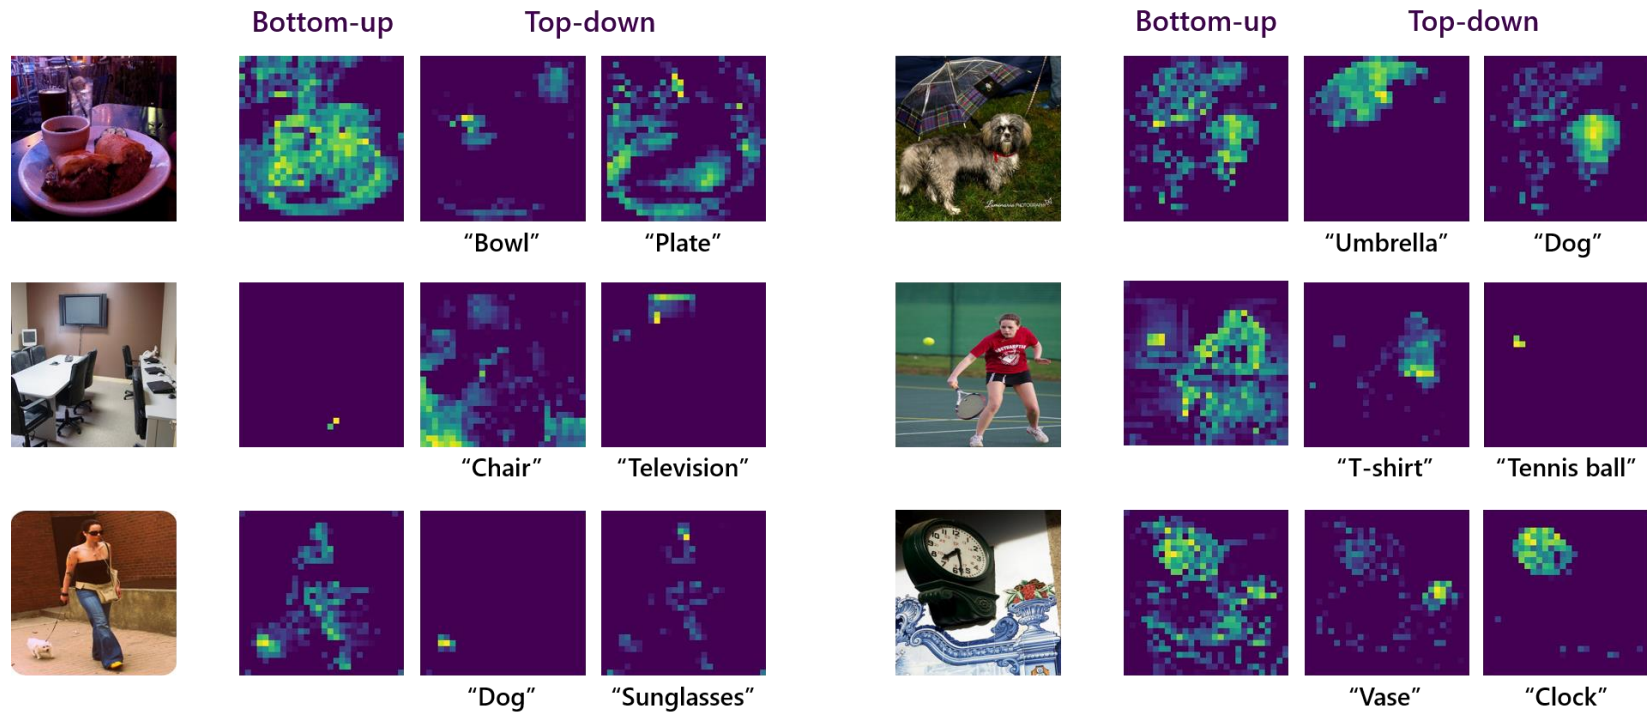 Bottom-up Top-down Bottom-up Top-down
“Bowl” “Plate” “Umbrella” “Dog”
“Chair” “Television” “T-shirt” “Tennis ball”
“Dog” “Sunglasses” “Vase” “Clock”